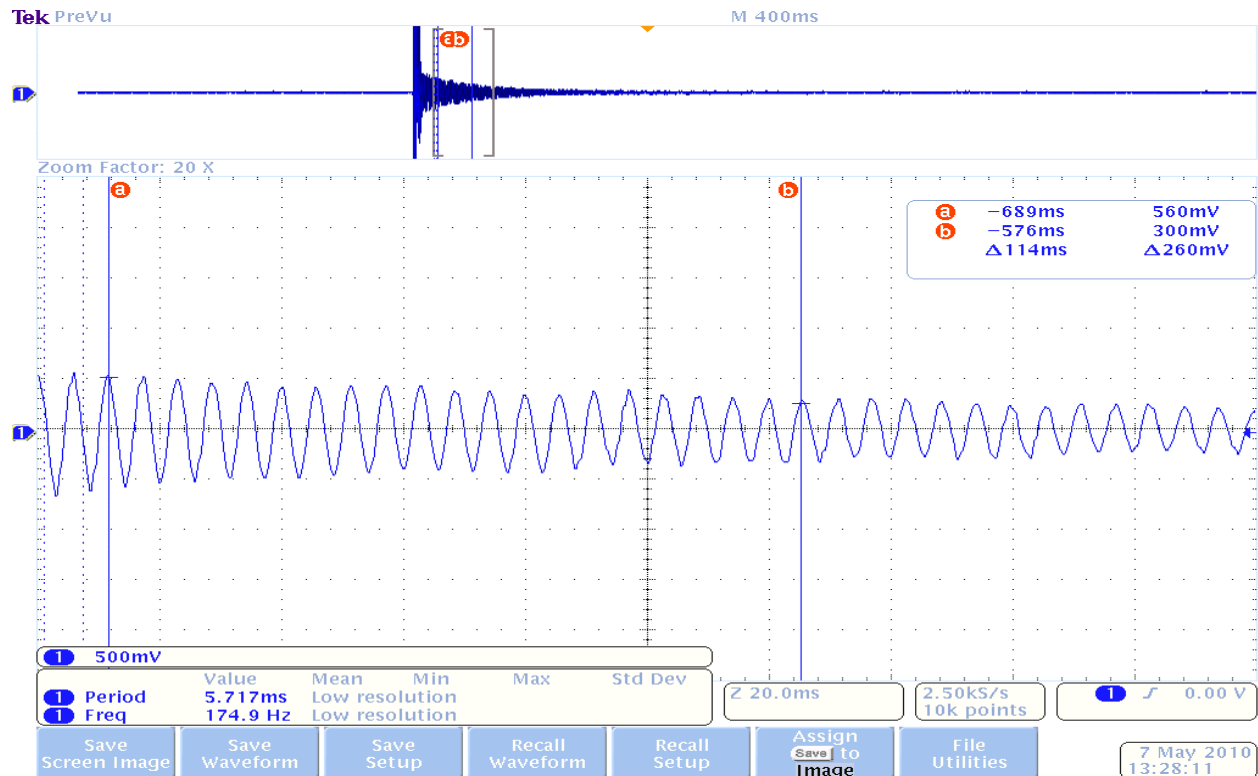 Tek PreVu M 400ms
a b
1
Zoom Factor: 20 X
a b
a −689ms 560mV
b −576ms 300mV
Δ114ms Δ260mV
1
1 500mV
Value Mean Min Max Std Dev
1 Period 5.717ms Low resolution
1 Freq 174.9 Hz Low resolution
Z 20.0ms
2.50kS/s
10k points
1 0.00 V
Save
Screen Image
Save
Waveform
Save
Setup
Recall
Waveform
Recall
Setup
Assign
Save to
Image
File
Utilities
7 May 2010
13:28:11